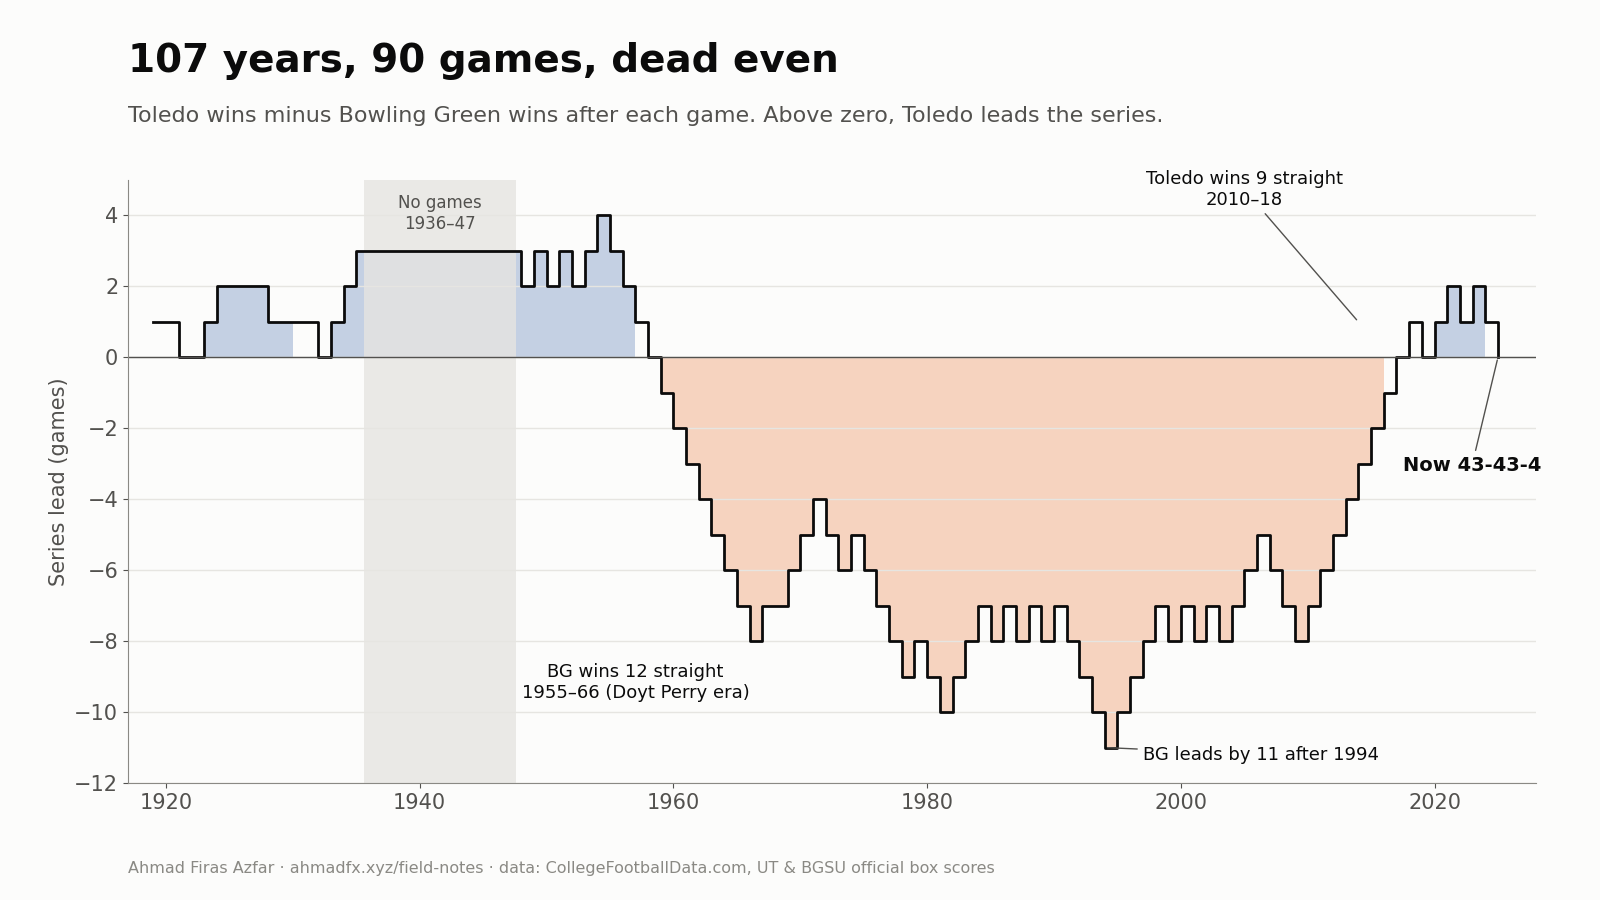 107 years, 90 games, dead even
Toledo wins minus Bowling Green wins after each game. Above zero, Toledo leads the series.
Toledo wins 9 straight
2010–18
No games
1936–47
4
2
0
−2
−4
−6
−8
−10
−12
Series lead (games)
Now 43-43-4
BG wins 12 straight
1955–66 (Doyt Perry era)
BG leads by 11 after 1994
1920
1940
1960
1980
2000
2020
Ahmad Firas Azfar · ahmadfx.xyz/field-notes · data: CollegeFootballData.com, UT & BGSU official box scores